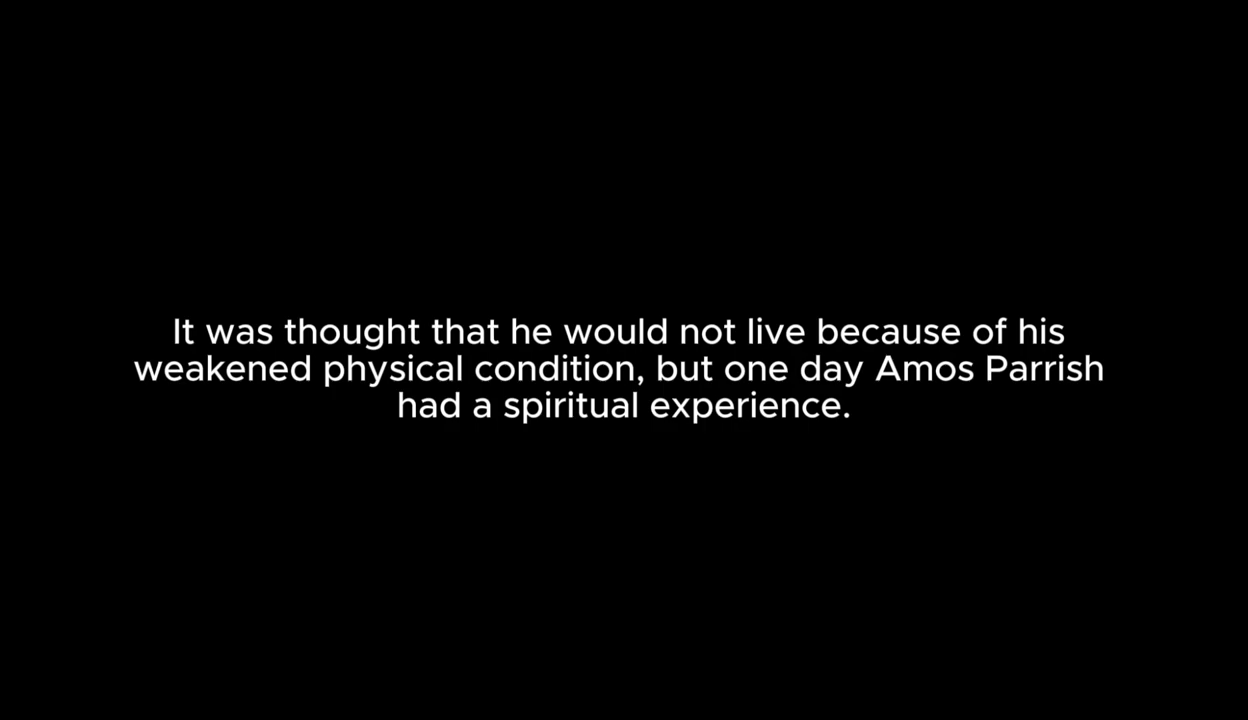 It was thought that he would not live because of his
weakened physical condition, but one day Amos Parrish
had a spiritual experience.